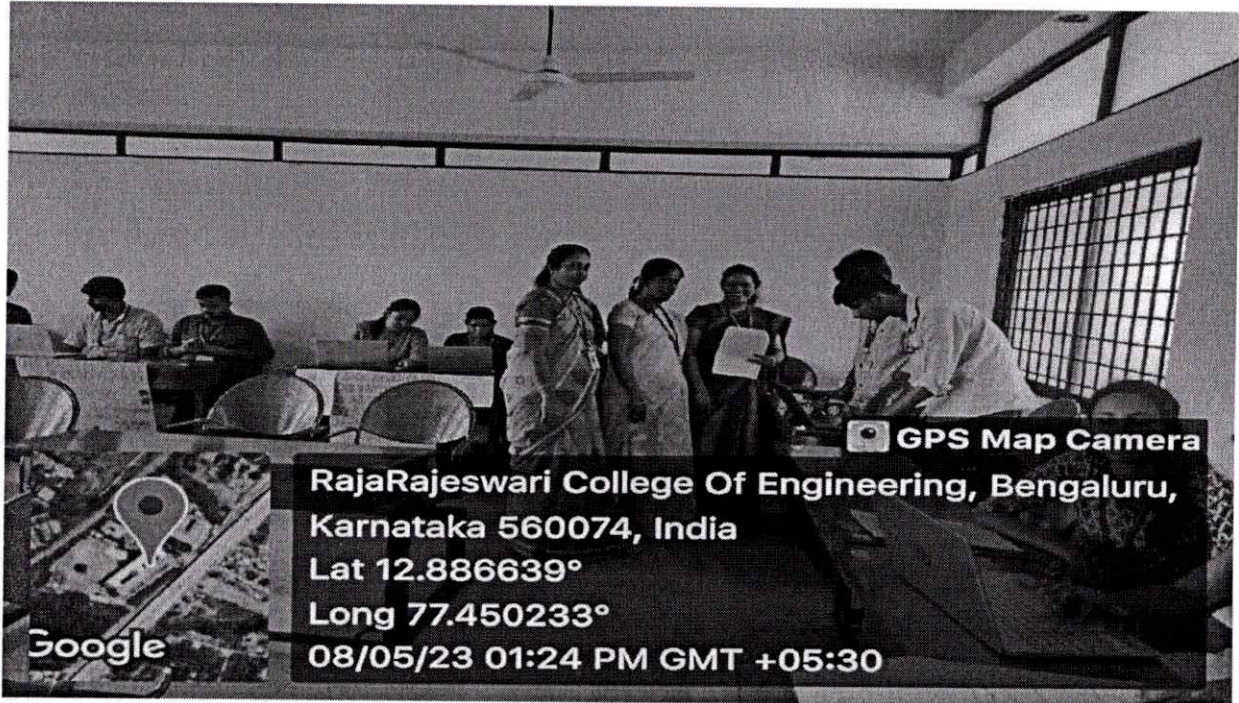 GPS Map Camera
RajaRajeswari College Of Engineering, Bengaluru,
Karnataka 560074, India
Lat 12.886639°
Long 77.450233°
08/05/23 01:24 PM GMT +05:30
Google